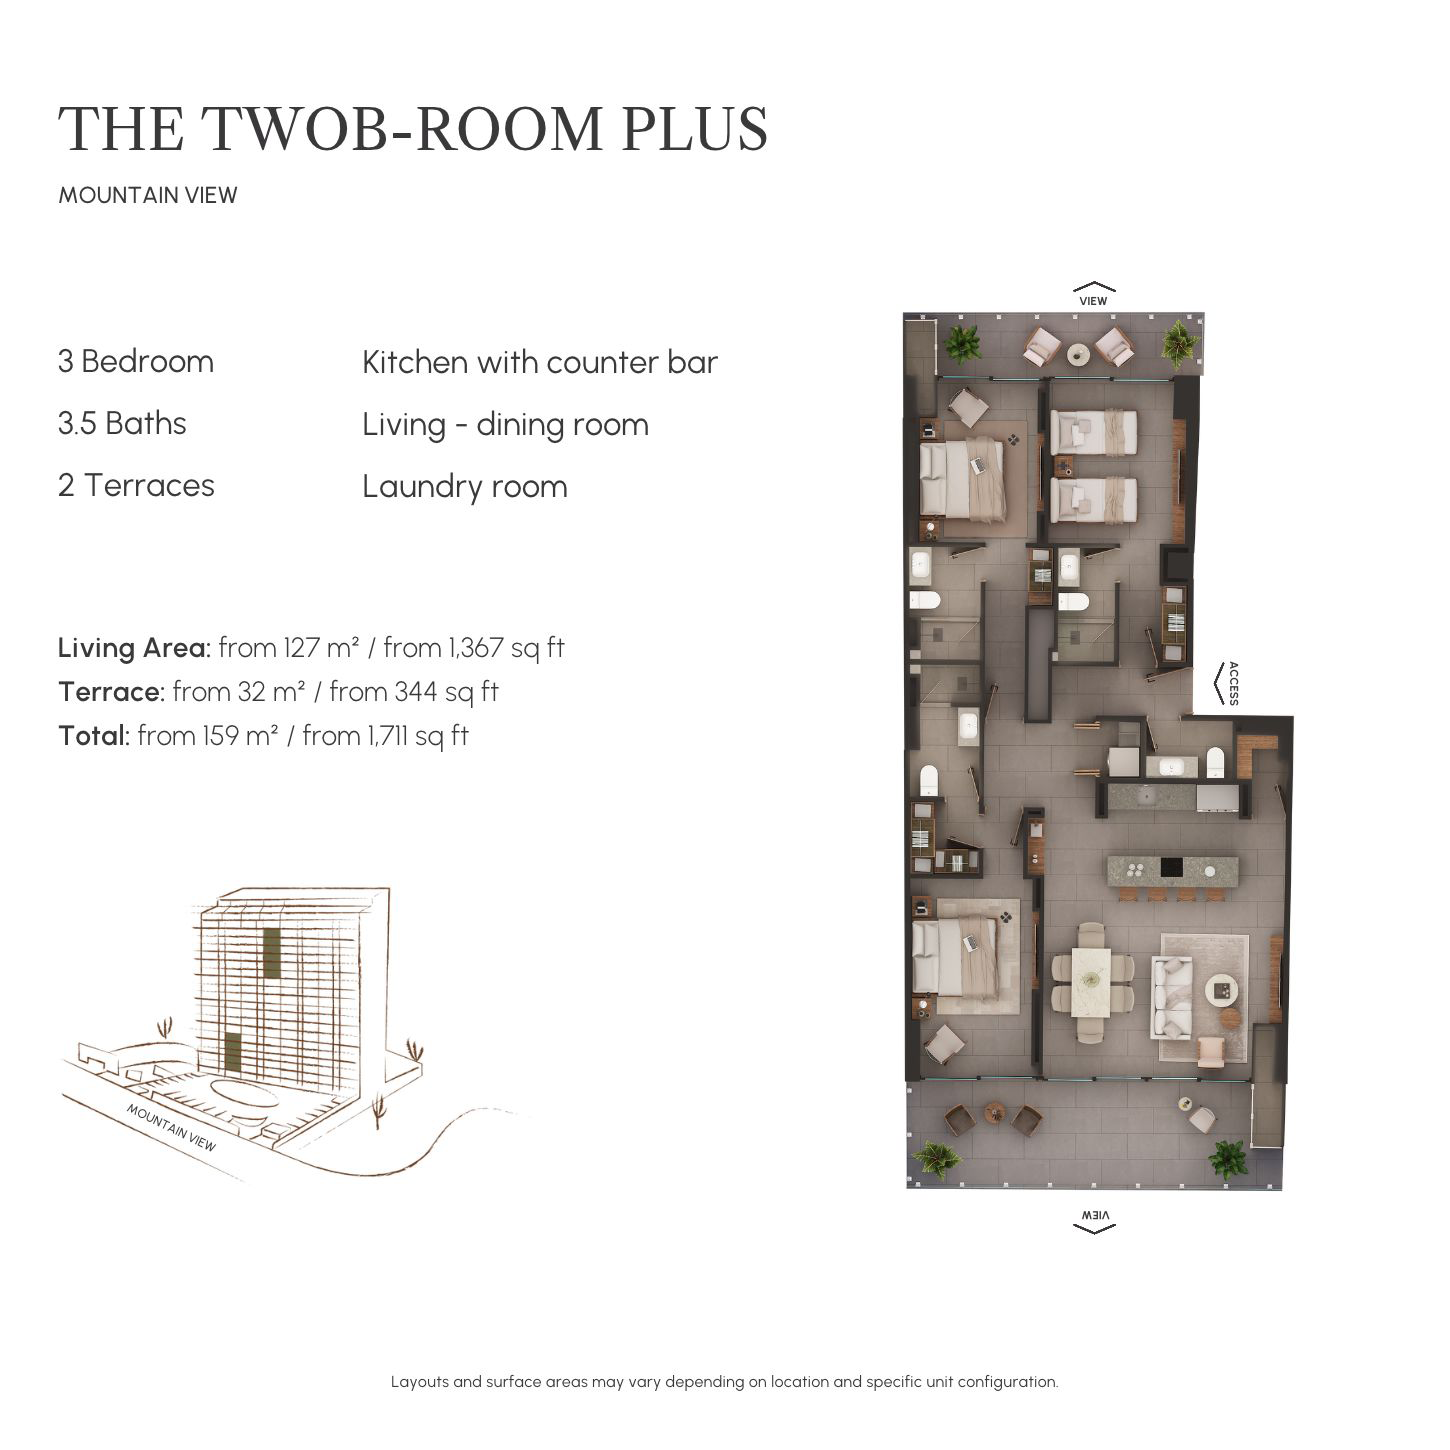 THE TWOB-ROOM PLUS
MOUNTAIN VIEW
3 Bedroom
3.5 Baths
2 Terraces
Kitchen with counter bar
Living - dining room
Laundry room
Living Area: from 127 m² / from 1,367 sq ft
Terrace: from 32 m² / from 344 sq ft
Total: from 159 m² / from 1,711 sq ft
MOUNTAIN VIEW
VIEW
ACCESS
VIEW
Layouts and surface areas may vary depending on location and specific unit configuration.